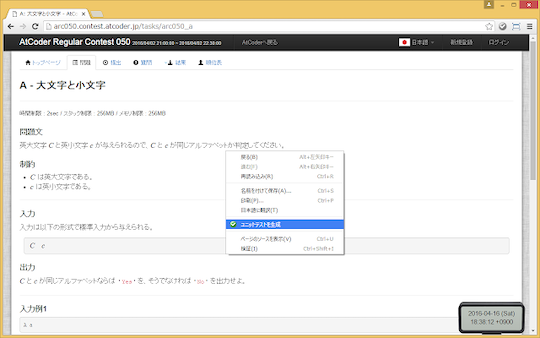 A: 大文字と小文字 - AtCo
arc050.contest.atcoder.jp/tasks/arc050_a
AtCoder Regular Contest 050 2016/04/02 21:00:00 ~ 2016/04/02 22:38:00 AtCoderへ戻る 日本語 新規登録 ログイン
トップページ 問題 提出 質問 結果 順位表
A - 大文字と小文字
時間制限 : 2sec / スタック制限 : 256MB / メモリ制限 : 256MB
問題文
英大文字 C と英小文字 c が与えられるので、C と c が同じアルファベットか判定してください。
制約
• C は英大文字である。
• c は英小文字である。
入力
入力は以下の形式で標準入力から与えられる。
C c
出力
C と c が同じアルファベットならば・Yes・を、そうでなければ・No・を出力せよ。
入力例1
A a
戻る(B) Alt+左矢印キー
進む(F) Alt+右矢印キー
再読み込み(R) Ctrl+R
名前を付けて保存(A)... Ctrl+S
印刷(P)... Ctrl+P
日本語に翻訳(T)
ユニットテストを生成
ページのソースを表示(V) Ctrl+U
検証(I) Ctrl+Shift+I
2016-04-16 (Sat)
18:38:12 +0900